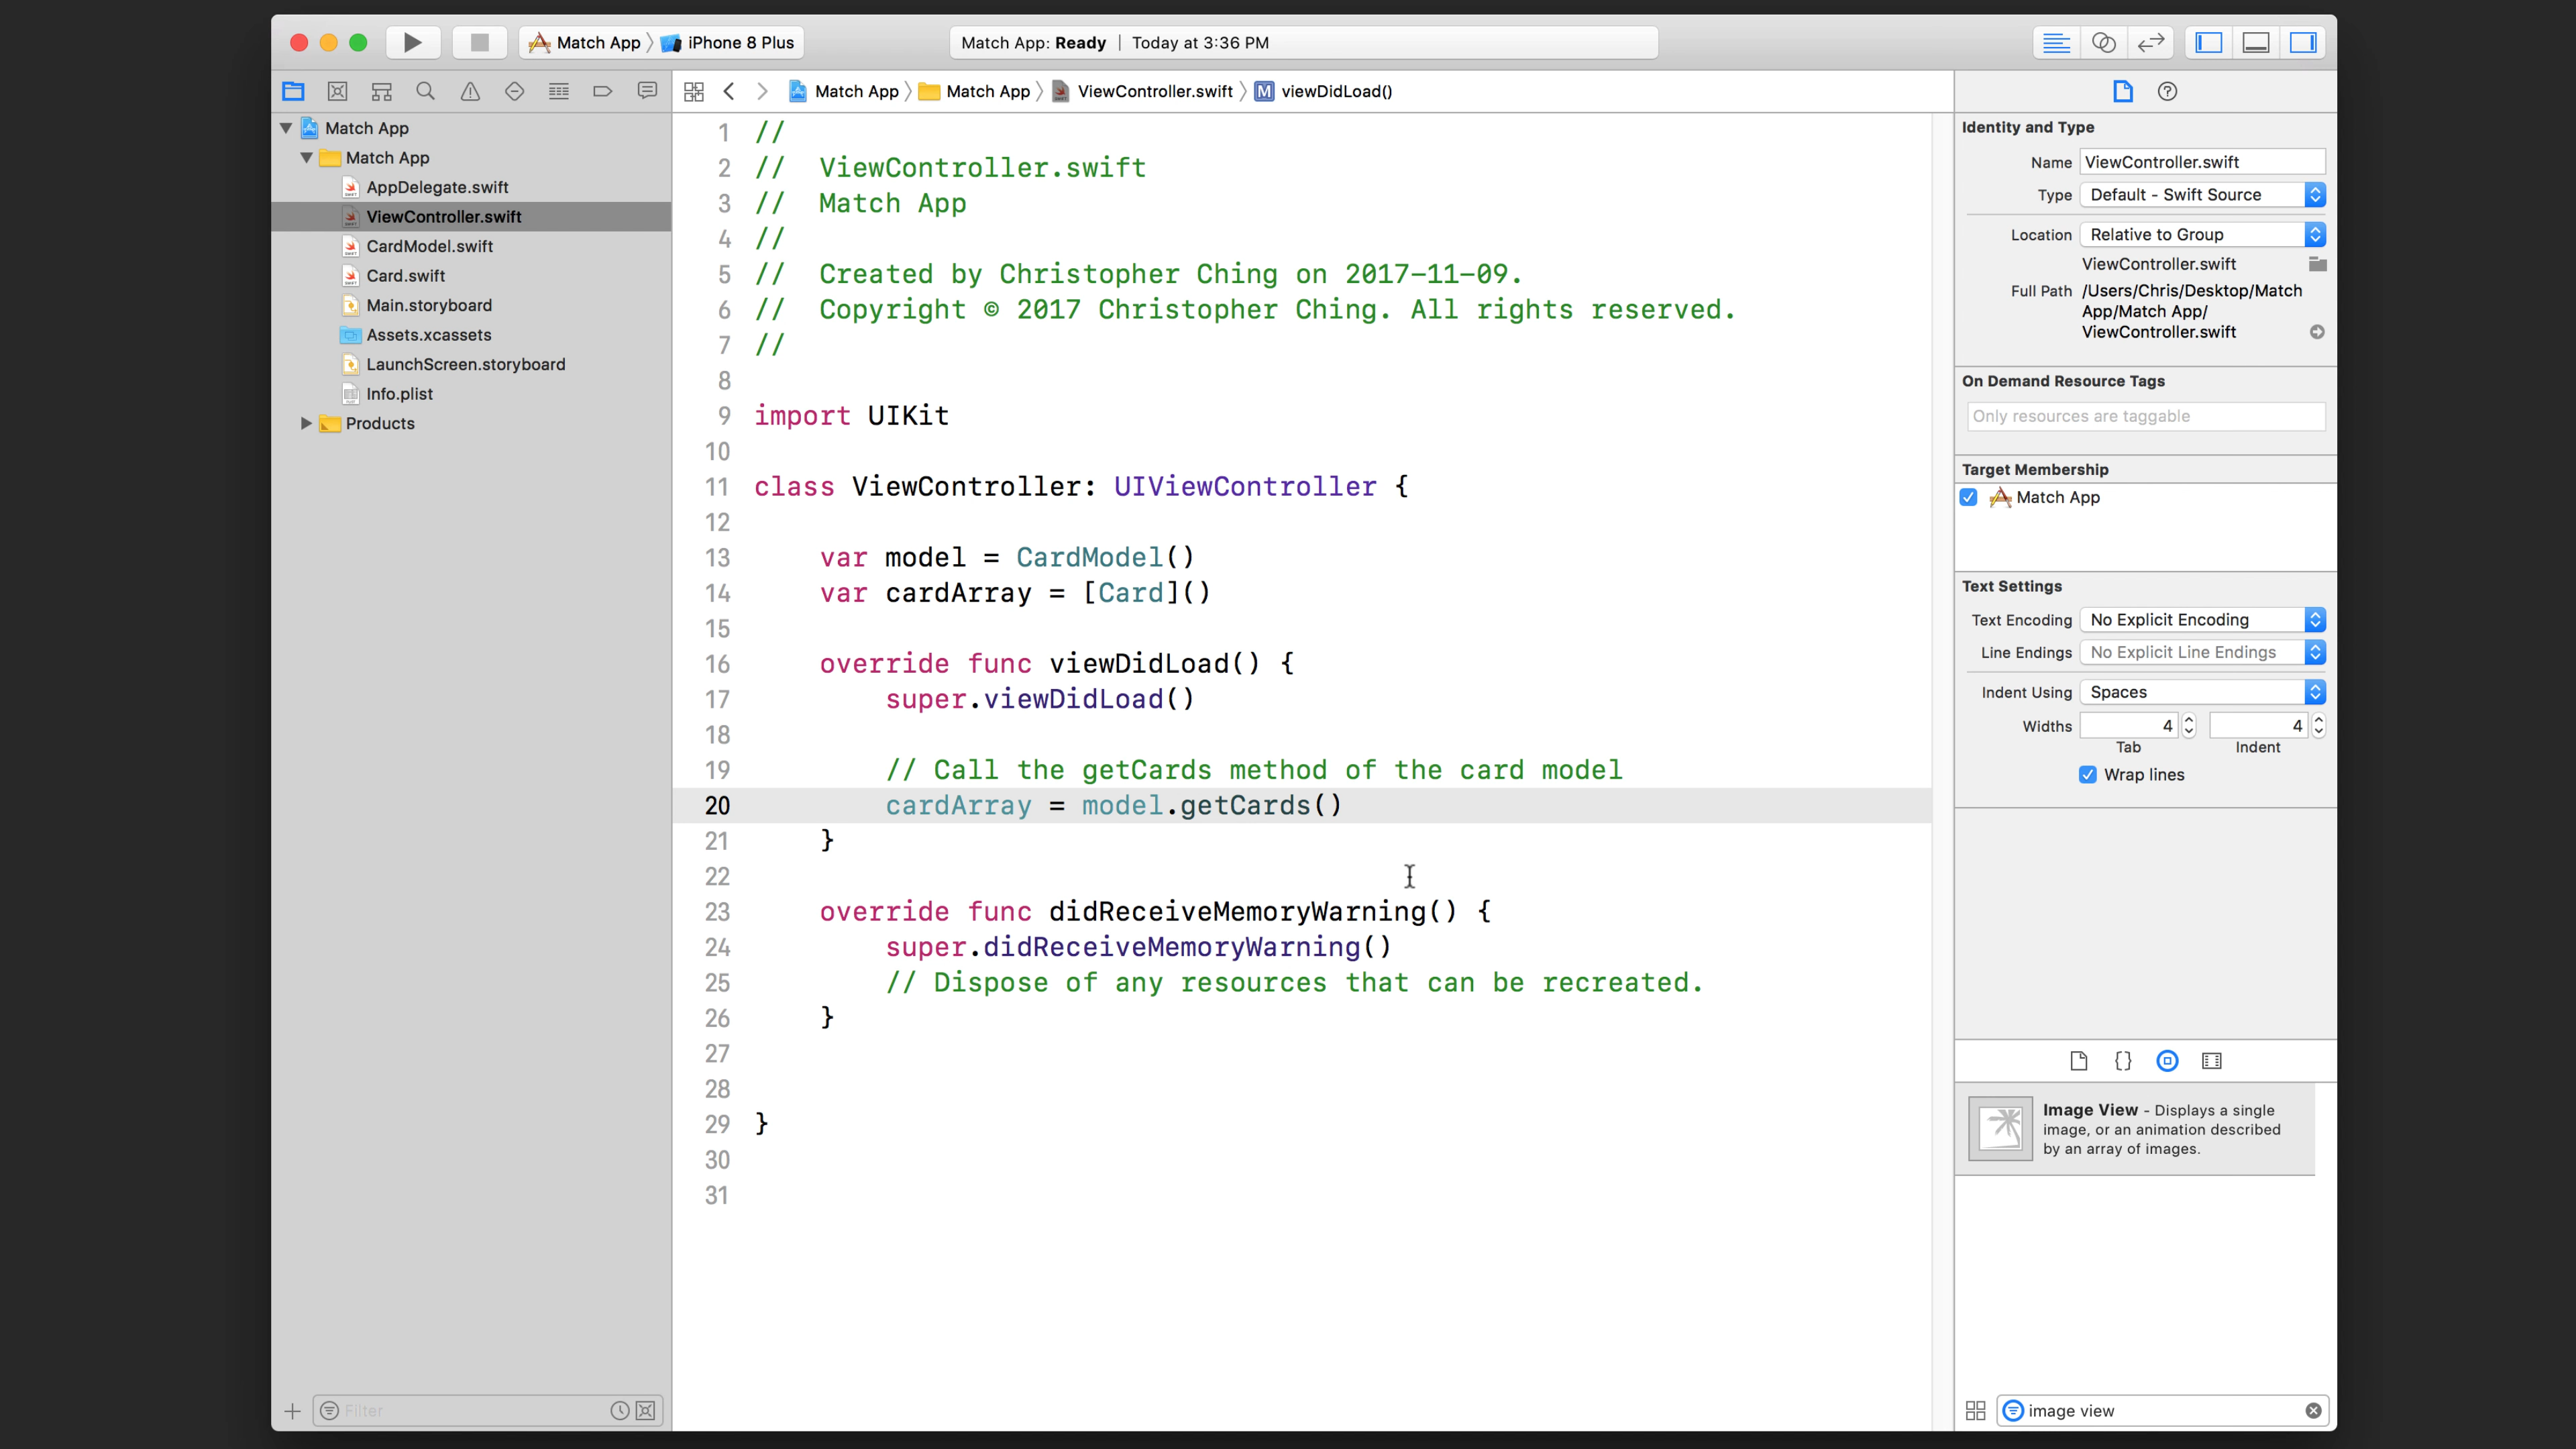 Match App 〉 iPhone 8 Plus
Match App: Ready | Today at 3:36 PM
Match App 〉 Match App 〉 ViewController.swift 〉 M viewDidLoad()
Match App
Match App
AppDelegate.swift
ViewController.swift
CardModel.swift
Card.swift
Main.storyboard
Assets.xcassets
LaunchScreen.storyboard
Info.plist
Products
Filter
1 //
2 //  ViewController.swift
3 //  Match App
4 //
5 //  Created by Christopher Ching on 2017-11-09.
6 //  Copyright © 2017 Christopher Ching. All rights reserved.
7 //
8
9 import UIKit
10
11 class ViewController: UIViewController {
12
13     var model = CardModel()
14     var cardArray = [Card]()
15
16     override func viewDidLoad() {
17         super.viewDidLoad()
18
19         // Call the getCards method of the card model
20         cardArray = model.getCards()
21     }
22
23     override func didReceiveMemoryWarning() {
24         super.didReceiveMemoryWarning()
25         // Dispose of any resources that can be recreated.
26     }
27
28
29 }
30
31
Identity and Type
Name ViewController.swift
Type Default - Swift Source
Location Relative to Group
ViewController.swift
Full Path /Users/Chris/Desktop/Match
App/Match App/
ViewController.swift
On Demand Resource Tags
Only resources are taggable
Target Membership
Match App
Text Settings
Text Encoding No Explicit Encoding
Line Endings No Explicit Line Endings
Indent Using Spaces
Widths 4 4
Tab Indent
Wrap lines
{}
Image View - Displays a single
image, or an animation described
by an array of images.
image view